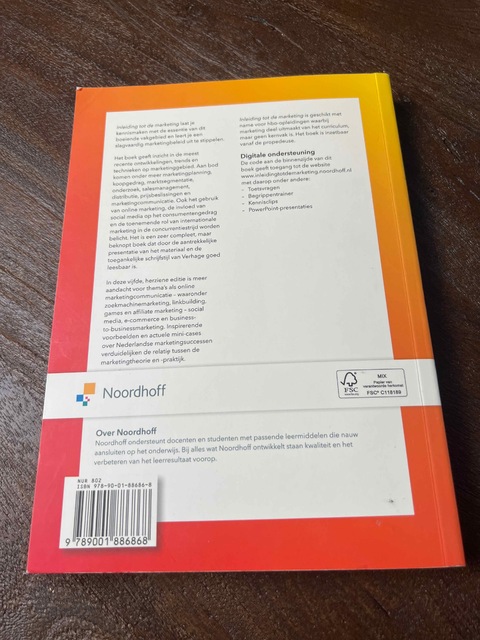 Inleiding tot de marketing laat je
kennismaken met de essentie van dit
boeiende vakgebied en leert je een
slagvaardig marketingbeleid uit te stippelen.
Het boek geeft inzicht in de meest
recente ontwikkelingen, trends en
technieken op marketinggebied. Aan bod
komen onder meer marketingplanning,
koopgedrag, marktsegmentatie,
onderzoek, salesmanagement,
distributie, prijsbeslissingen en
marketingcommunicatie. Ook het gebruik
van online marketing, de invloed van
social media op het consumentengedrag
en de toenemende rol van internationale
marketing in de concurrentiestrijd worden
belicht. Het is een zeer compleet, maar
beknopt boek dat door de aantrekkelijke
presentatie van het materiaal en de
toegankelijke schrijfstijl van Verhage goed
leesbaar is.
In deze vijfde, herziene editie is meer
aandacht voor thema's als online
marketingcommunicatie – waaronder
zoekmachinemarketing, linkbuilding,
games en affiliate marketing – social
media, e-commerce en business-
to-businessmarketing. Inspirerende
voorbeelden en actuele mini-cases
over Nederlandse marketingsuccessen
verduidelijken de relatie tussen de
marketingtheorie en -praktijk.
Inleiding tot de marketing is geschikt met
name voor hbo-opleidingen waarbij
marketing deel uitmaakt van het curriculum,
maar geen kernvak is. Het boek is inzetbaar
vanaf de propedeuse.
Digitale ondersteuning
De code aan de binnenzijde van dit
boek geeft toegang tot de website
www.inleidingtotdemarketing.noordhoff.nl
met daarop onder andere:
- Toetsvragen
- Begrippentrainer
- Kennisclips
- PowerPoint-presentaties
Noordhoff
FSC
www.fsc.org
MIX
Papier van
verantwoorde herkomst
FSC® C118189
Over Noordhoff
Noordhoff ondersteunt docenten en studenten met passende leermiddelen die nauw
aansluiten op het onderwijs. Bij alles wat Noordhoff ontwikkelt staan kwaliteit en het
verbeteren van het leerresultaat voorop.
NUR 802
ISBN 978-90-01-88686-8
9 789001 886868